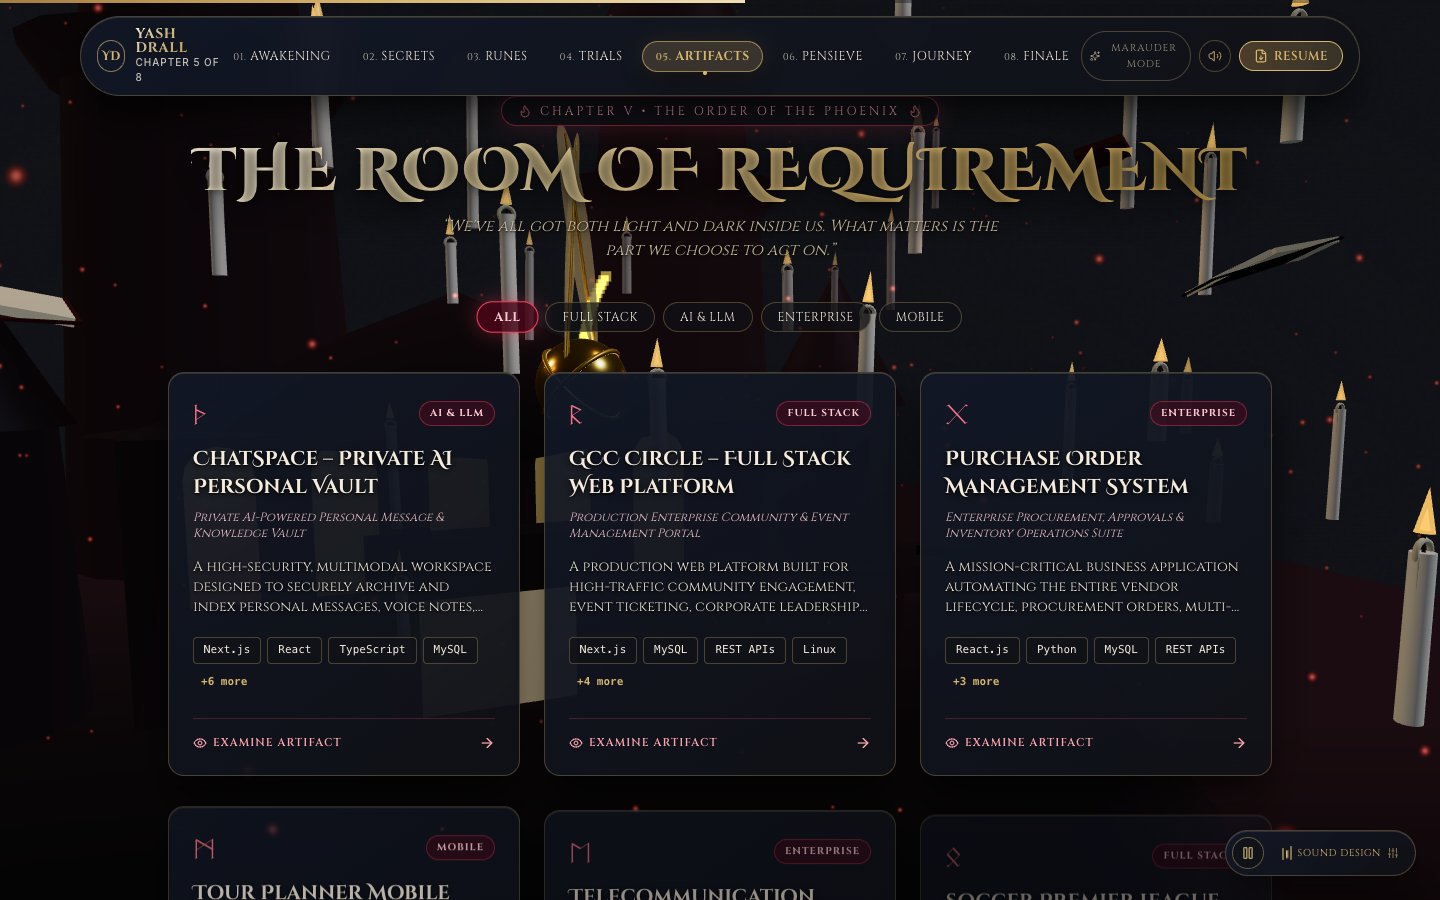 YD
YASH
DRALL
CHAPTER 5 OF
8
01. AWAKENING
02. SECRETS
03. RUNES
04. TRIALS
05. ARTIFACTS
06. PENSIEVE
07. JOURNEY
08. FINALE
MARAUDER
MODE
RESUME
CHAPTER V • THE ORDER OF THE PHOENIX
THE ROOM OF REQUIREMENT
“WE'VE ALL GOT BOTH LIGHT AND DARK INSIDE US. WHAT MATTERS IS THE
PART WE CHOOSE TO ACT ON.”
ALL
FULL STACK
AI & LLM
ENTERPRISE
MOBILE
ᚦ
AI & LLM
CHATSPACE – PRIVATE AI
PERSONAL VAULT
PRIVATE AI-POWERED PERSONAL MESSAGE &
KNOWLEDGE VAULT
A HIGH-SECURITY, MULTIMODAL WORKSPACE
DESIGNED TO SECURELY ARCHIVE AND
INDEX PERSONAL MESSAGES, VOICE NOTES,...
Next.js
React
TypeScript
MySQL
+6 more
EXAMINE ARTIFACT
ᚱ
FULL STACK
GCC CIRCLE – FULL STACK
WEB PLATFORM
PRODUCTION ENTERPRISE COMMUNITY & EVENT
MANAGEMENT PORTAL
A PRODUCTION WEB PLATFORM BUILT FOR
HIGH-TRAFFIC COMMUNITY ENGAGEMENT,
EVENT TICKETING, CORPORATE LEADERSHIP...
Next.js
MySQL
REST APIs
Linux
+4 more
EXAMINE ARTIFACT
ᚷ
ENTERPRISE
PURCHASE ORDER
MANAGEMENT SYSTEM
ENTERPRISE PROCUREMENT, APPROVALS &
INVENTORY OPERATIONS SUITE
A MISSION-CRITICAL BUSINESS APPLICATION
AUTOMATING THE ENTIRE VENDOR
LIFECYCLE, PROCUREMENT ORDERS, MULTI-...
React.js
Python
MySQL
REST APIs
+3 more
EXAMINE ARTIFACT
ᛗ
MOBILE
TOUR PLANNER MOBILE
ᛖ
ENTERPRISE
TELECOMMUNICATION
ᛟ
FULL STAC
SOCCER PREMIER LEAGUE
SOUND DESIGN